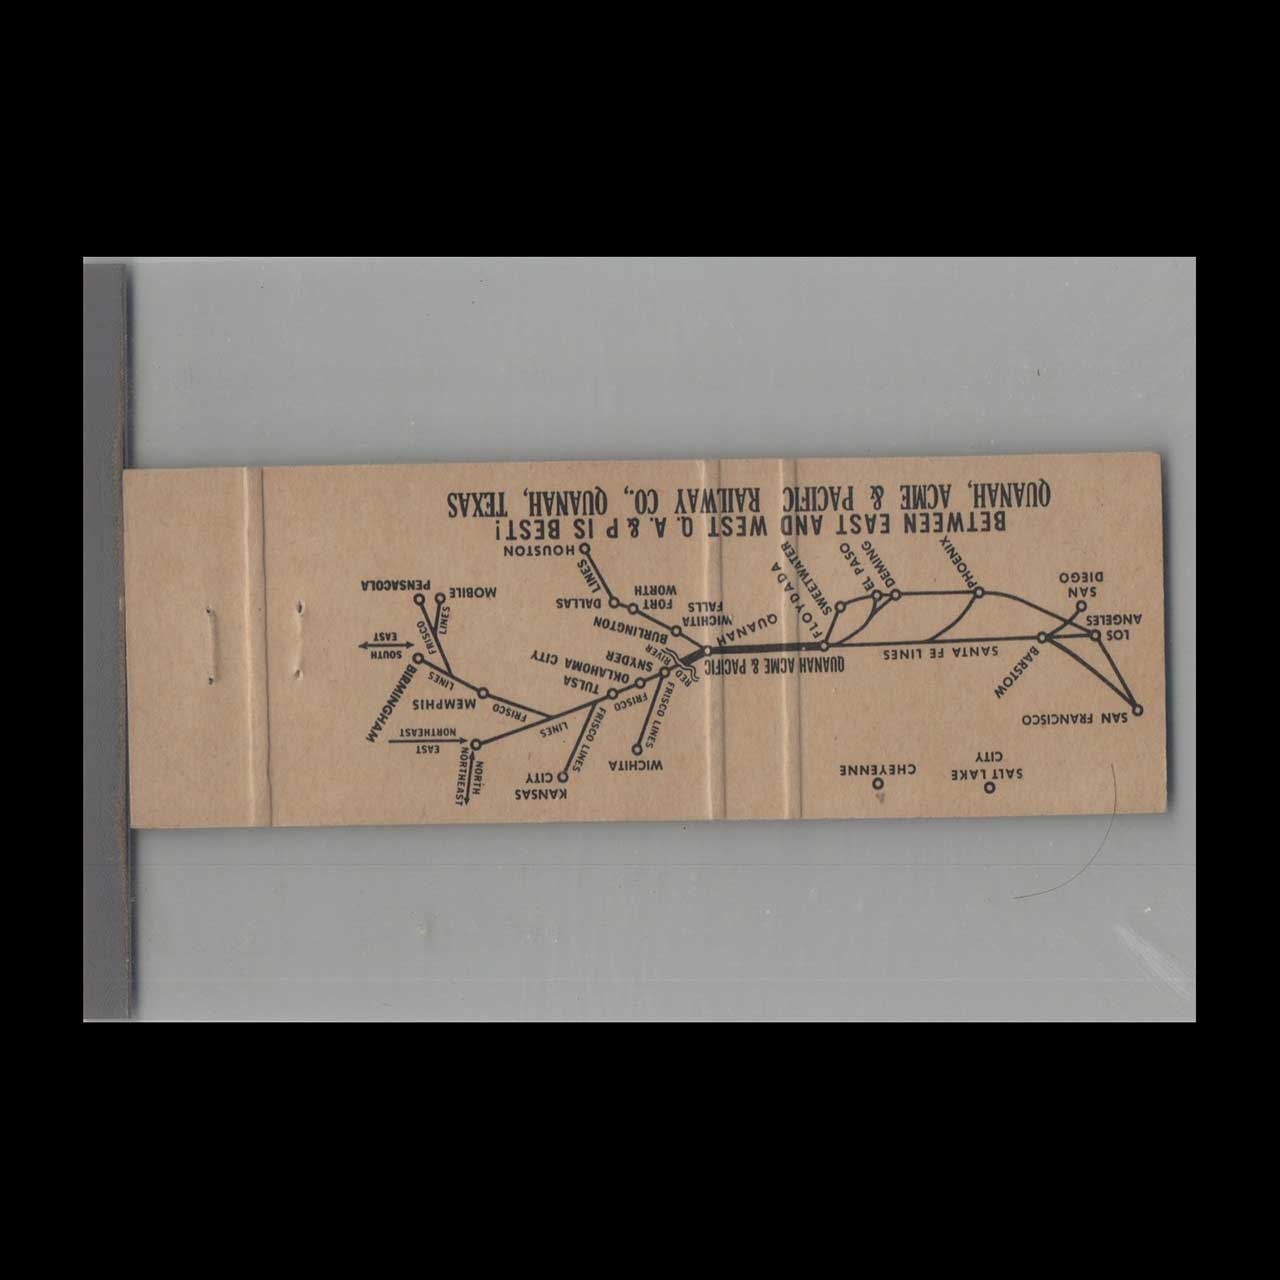 SALT LAKE
CITY
CHEYENNE
KANSAS
CITY
NORTH
NORTHEAST
SAN FRANCISCO
WICHITA
EAST
NORTHEAST
FRISCO LINES
FRISCO LINES
FRISCO
LINES
FRISCO
MEMPHIS
LINES
BIRMINGHAM
BARSTOW
SANTA FE LINES
QUANAH ACME & PACIFIC
RED
RIVER
SNYDER
OKLAHOMA CITY
TULSA
SOUTH
EAST
LOS
ANGELES
SAN
DIEGO
PHOENIX
DEMING
EL PASO
SWEETWATER
FLOYDADA
QUANAH
WICHITA
FALLS
BURLINGTON
FORT
WORTH
DALLAS
LINES
HOUSTON
FRISCO
LINES
MOBILE
PENSACOLA
BETWEEN EAST AND WEST Q. A. & P IS BEST!
QUANAH, ACME & PACIFIC RAILWAY CO., QUANAH, TEXAS